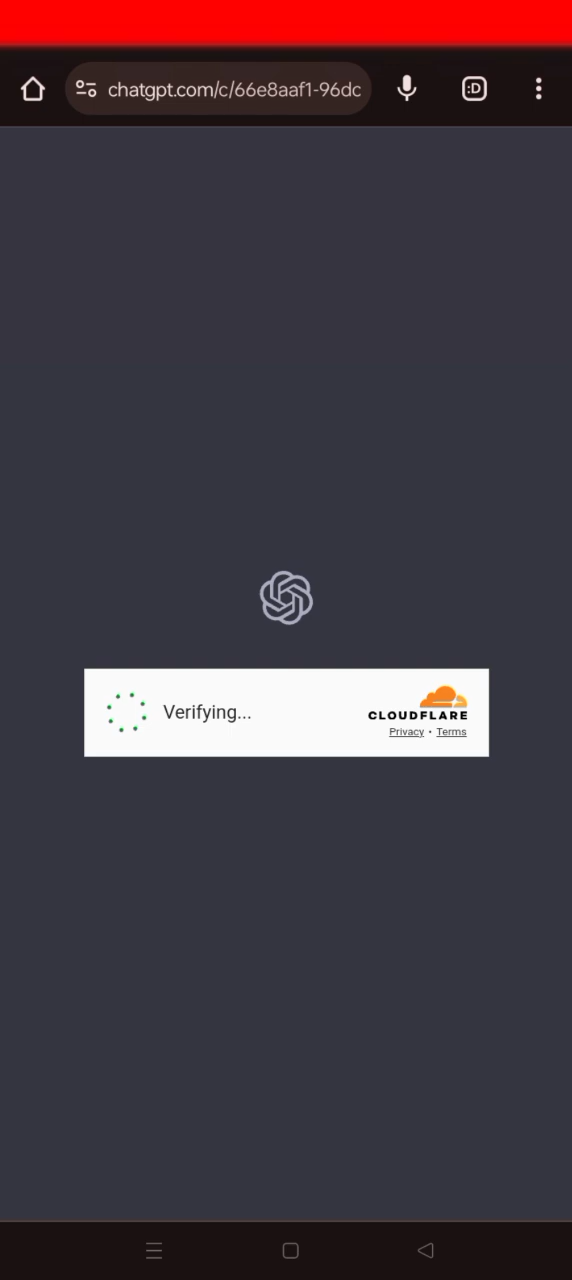 chatgpt.com/c/66e8aaf1-96dc
:D
Verifying...
CLOUDFLARE
Privacy • Terms